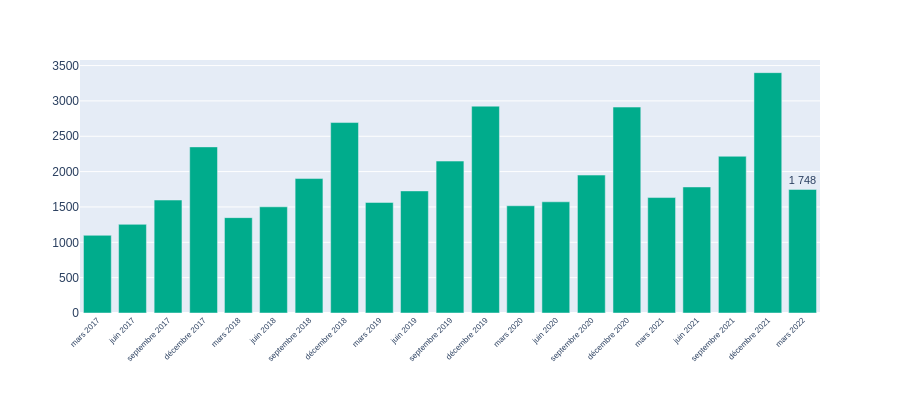 3500
3000
2500
2000
1500
1000
500
0
1 748
mars 2017
juin 2017
septembre 2017
décembre 2017
mars 2018
juin 2018
septembre 2018
décembre 2018
mars 2019
juin 2019
septembre 2019
décembre 2019
mars 2020
juin 2020
septembre 2020
décembre 2020
mars 2021
juin 2021
septembre 2021
décembre 2021
mars 2022